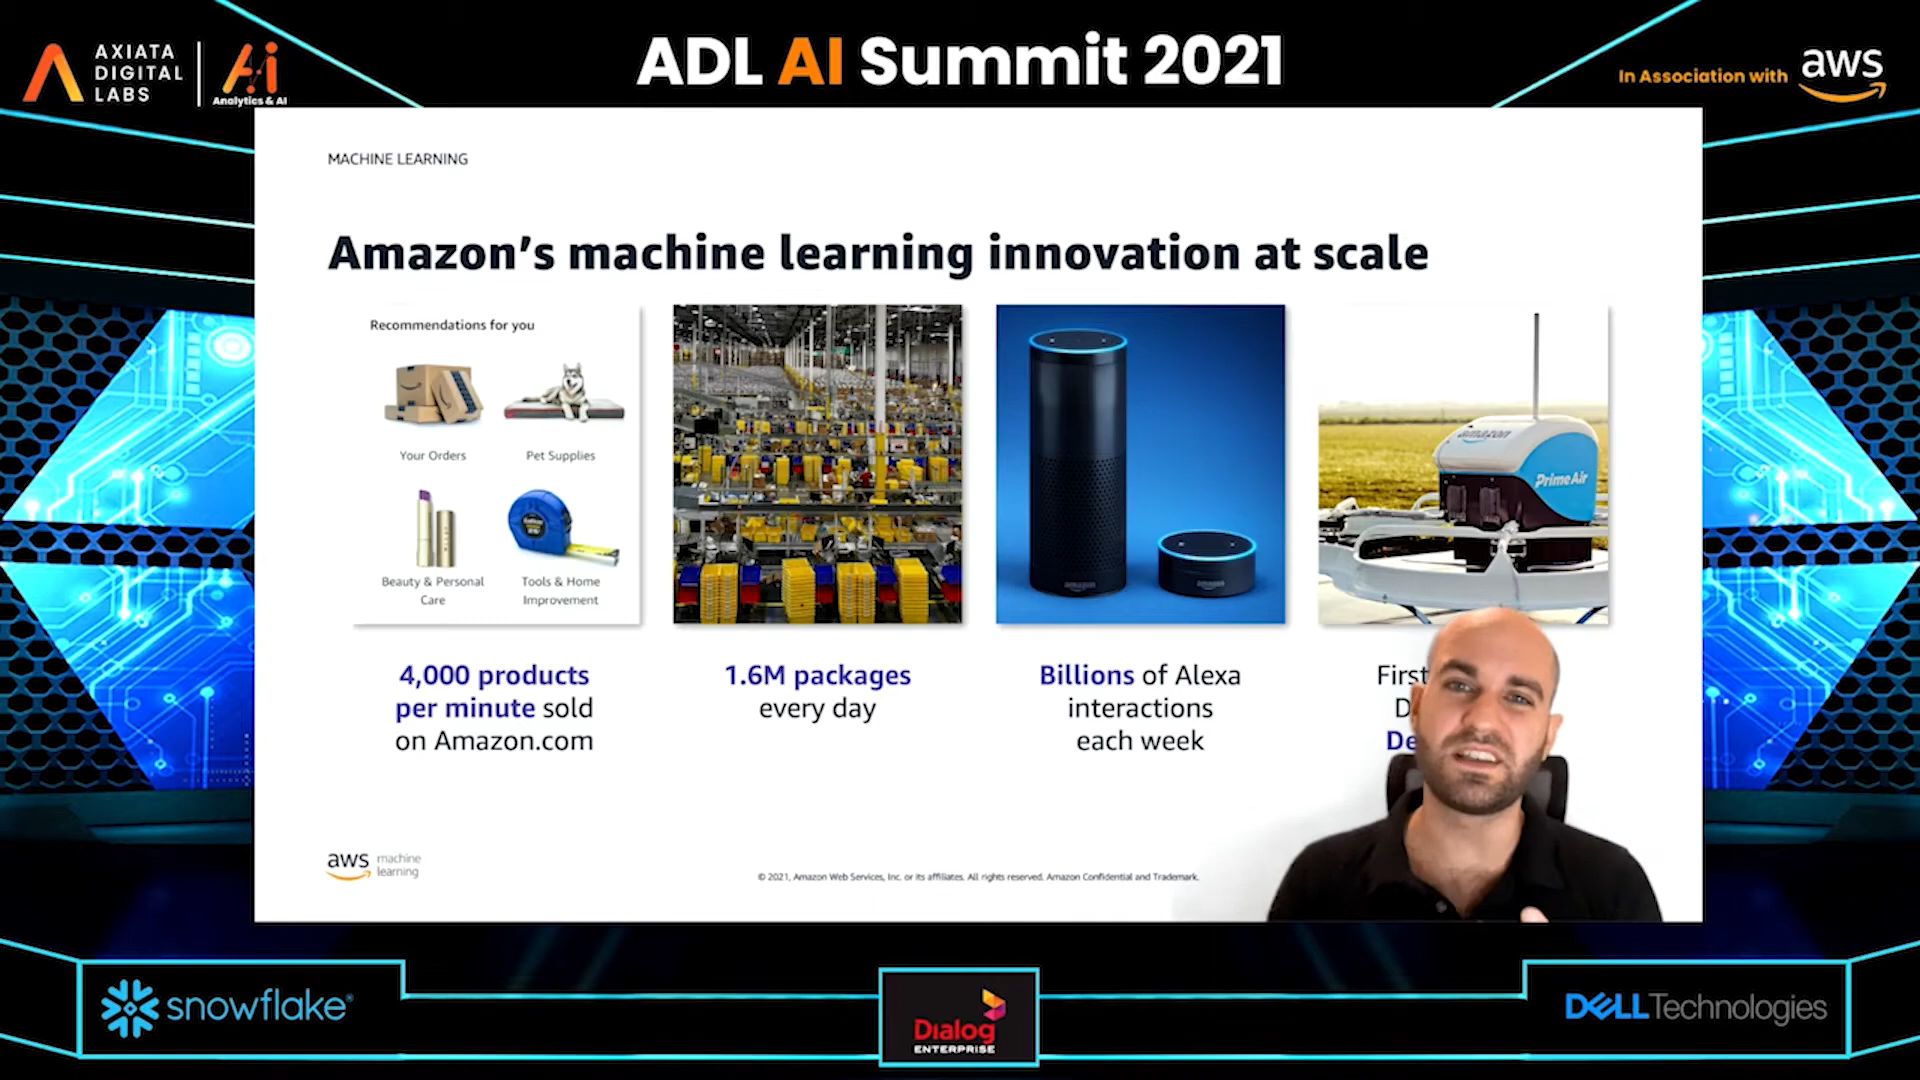 AXIATA
DIGITAL
LABS
Analytics & AI
ADL AI Summit 2021
In Association with aws
MACHINE LEARNING
Amazon's machine learning innovation at scale
Recommendations for you
Your Orders
Pet Supplies
Beauty & Personal
Care
Tools & Home
Improvement
amazon
Prime Air
4,000 products
per minute sold
on Amazon.com
1.6M packages
every day
Billions of Alexa
interactions
each week
First
aws machine
learning
© 2021, Amazon Web Services, Inc. or its affiliates. All rights reserved. Amazon Confidential and Trademark.
snowflake®
Dialog
ENTERPRISE
DELL Technologies